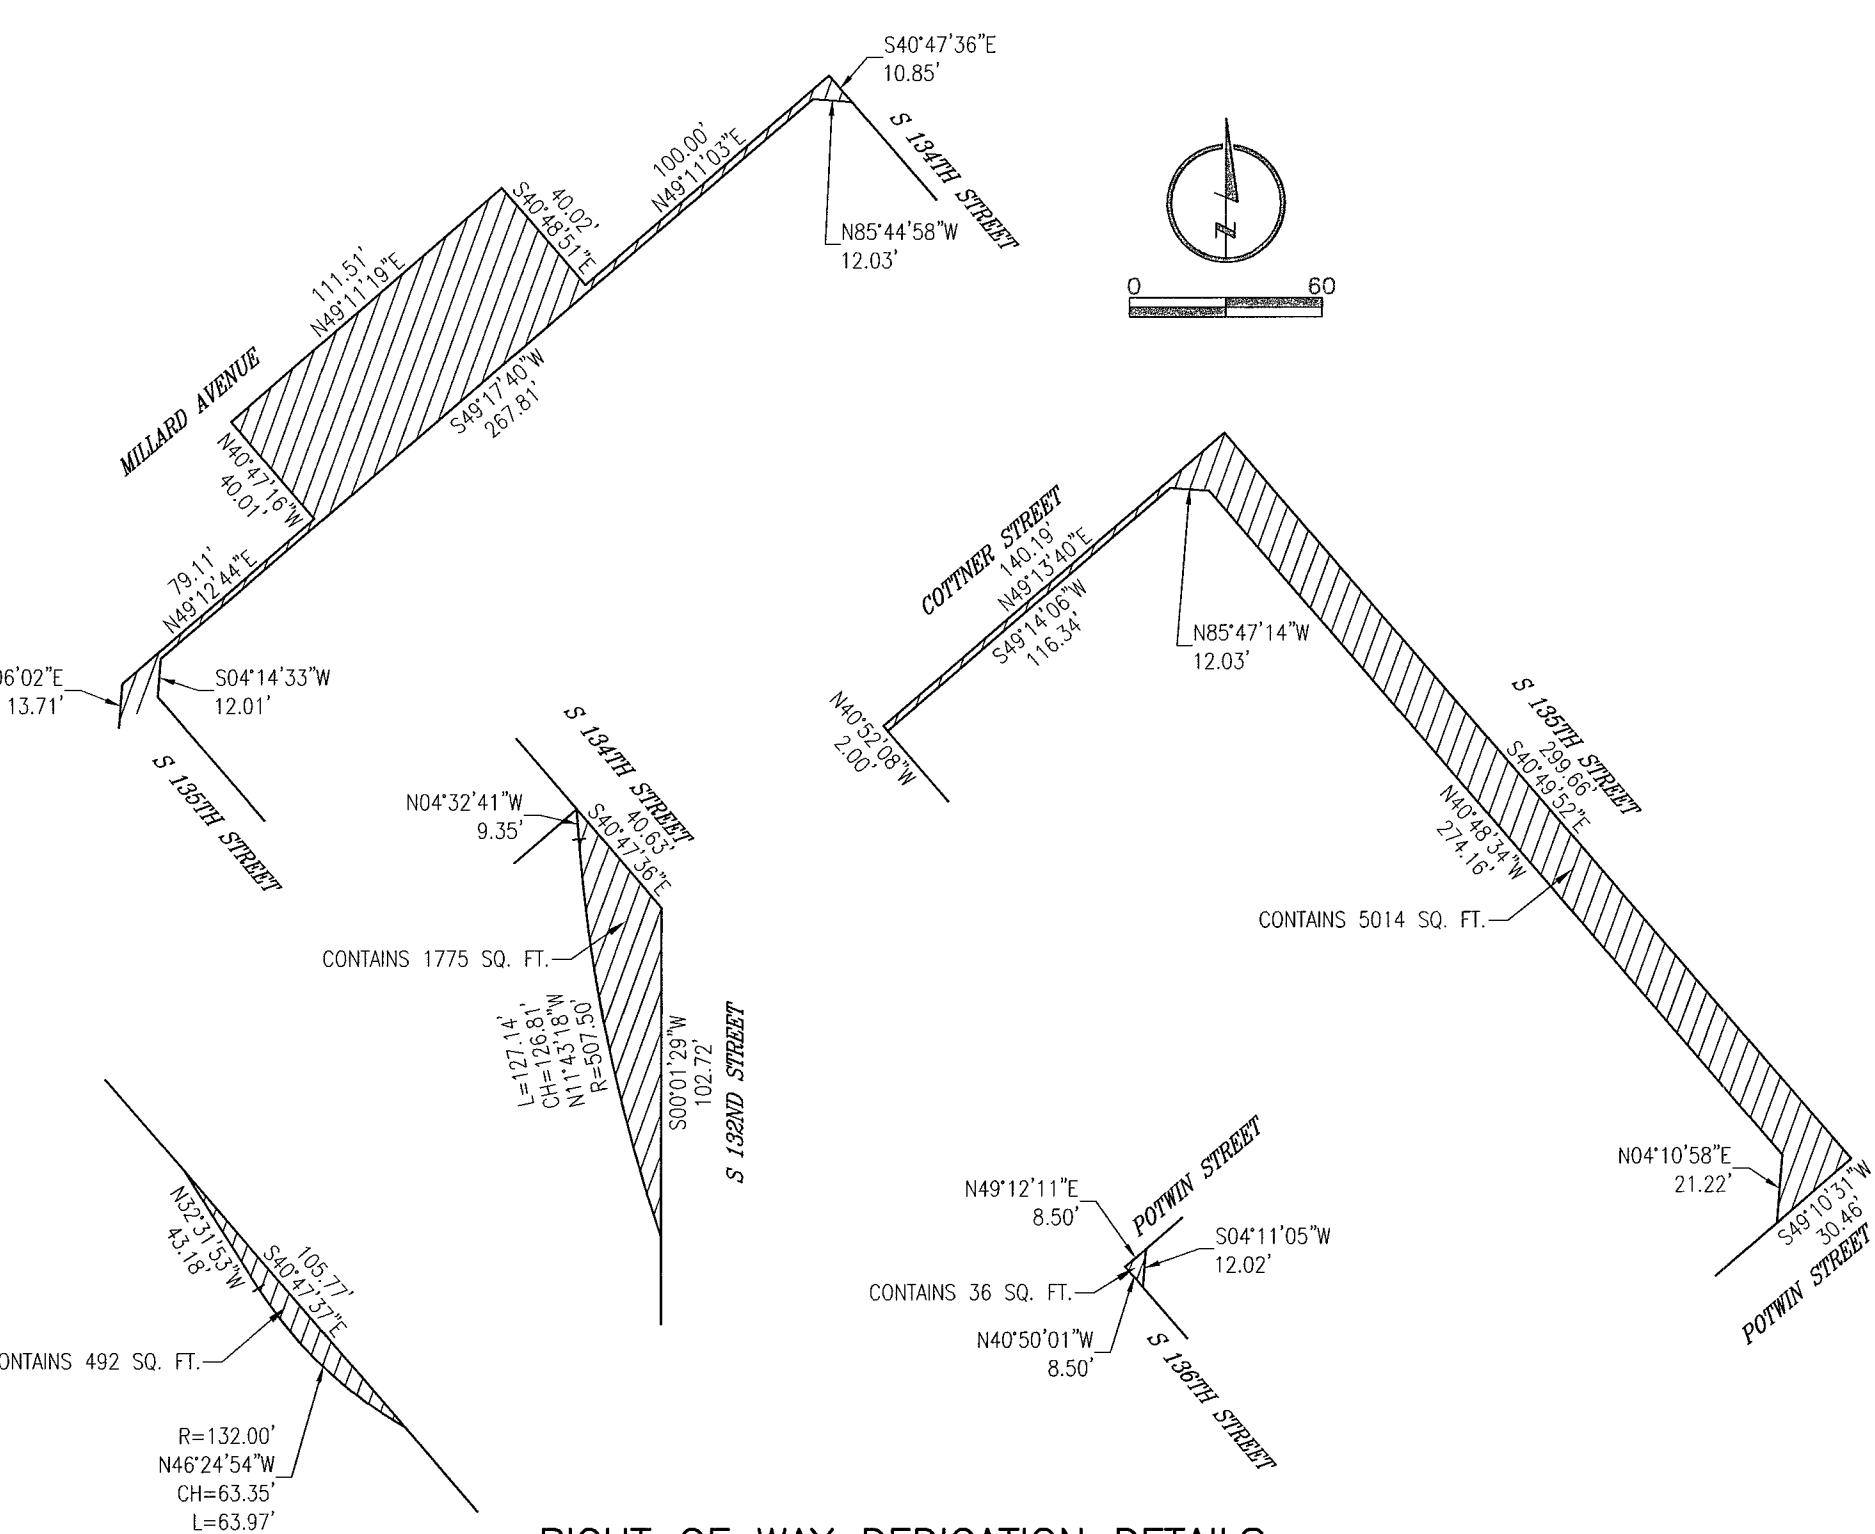 S40°47'36"E
10.85'
S 134TH STREET
100.00'
N49°11'03"E
N85°44'58"W
12.03'
40.02'
S40°48'51"E
111.51'
N49°11'19"E
MILLARD AVENUE
S49°17'40"W
267.81'
N40°47'16"W
40.01'
79.11'
N49°12'44"E
06'02"E
13.71'
S04°14'33"W
12.01'
S 135TH STREET
N
0 60
COTTNER STREET
140.19'
N49°13'40"E
S49°14'06"W
116.34'
N85°47'14"W
12.03'
N40°52'08"W
2.00'
S 135TH STREET
299.66'
S40°49'52"E
N40°48'34"W
274.16'
CONTAINS 5014 SQ. FT.
N04°10'58"E
21.22'
S49°10'31"W
30.46'
POTWIN STREET
S 134TH STREET
40.63'
S40°47'36"E
N04°32'41"W
9.35'
CONTAINS 1775 SQ. FT.
L=127.14'
CH=126.81'
N11°43'18"W
R=507.50'
S00°01'29"W
102.72'
S 132ND STREET
N32°31'53"W
43.18'
105.77'
S40°47'37"E
ONTAINS 492 SQ. FT.
R=132.00'
N46°24'54"W
CH=63.35'
L=63.97'
POTWIN STREET
N49°12'11"E
8.50'
S04°11'05"W
12.02'
CONTAINS 36 SQ. FT.
N40°50'01"W
8.50'
S 136TH STREET
RIGHT OF WAY DEDICATION DETAILS